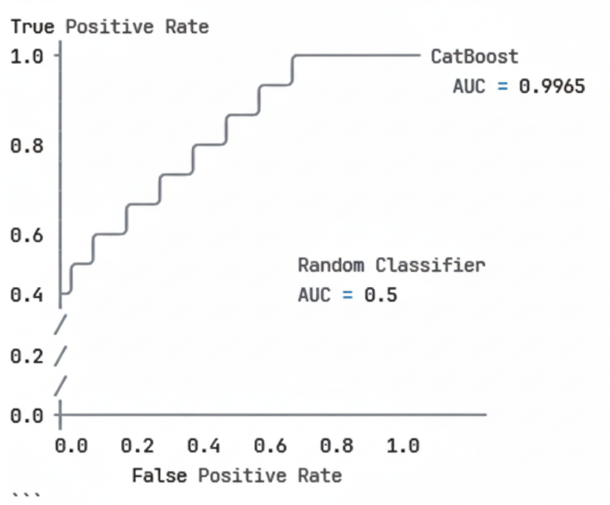 True Positive Rate
1.0
CatBoost
AUC = 0.9965
0.8
0.6
Random Classifier
0.4
AUC = 0.5
0.2
0.0
0.0 0.2 0.4 0.6 0.8 1.0
False Positive Rate
```